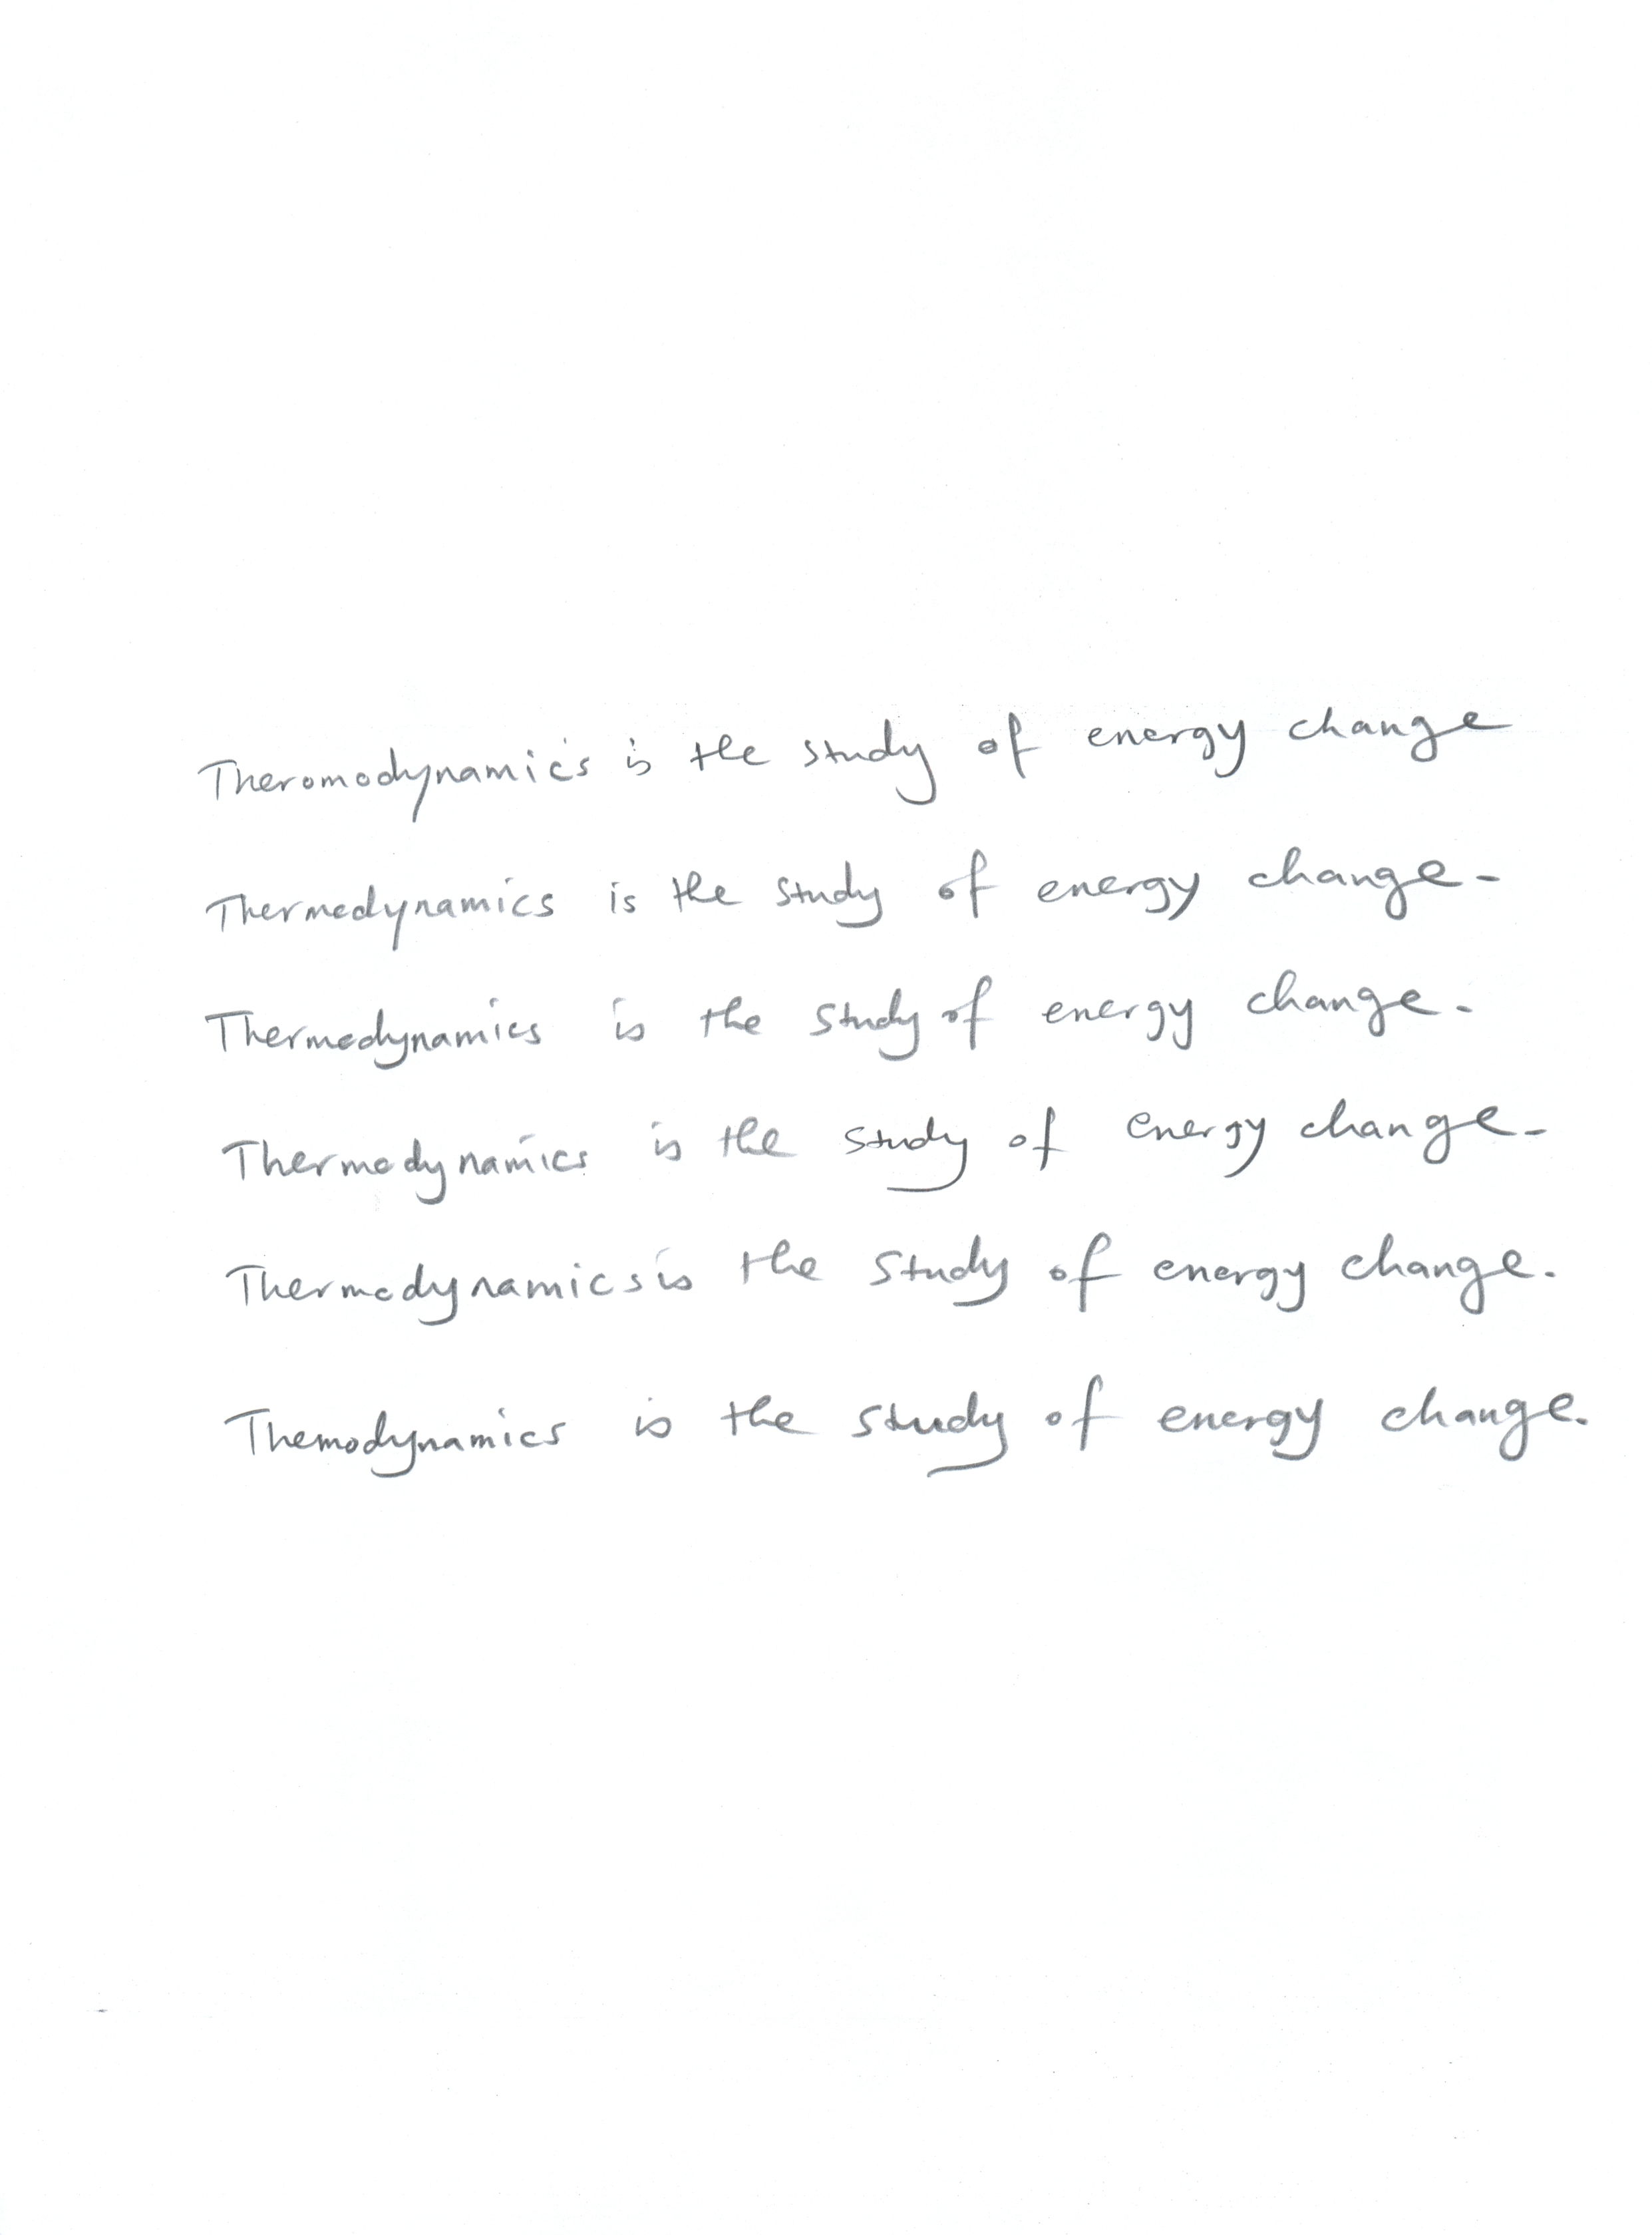 Theromodynamics is the study of energy change
Thermodynamics is the study of energy change.
Thermodynamics is the study of energy change.
Thermodynamics is the study of energy change.
Thermodynamics is the study of energy change.
Themodynamics is the study of energy change.